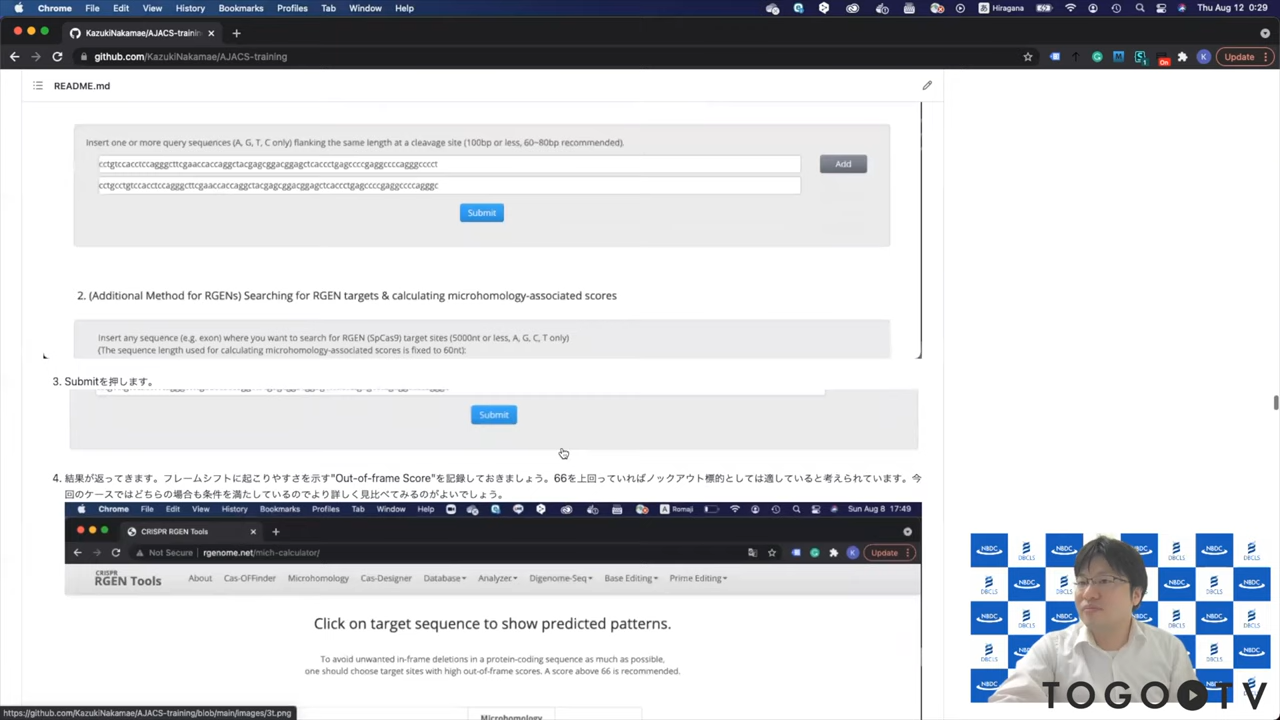 Chrome File Edit View History Bookmarks Profiles Tab Window Help Hiragana Thu Aug 12 0:29
KazukiNakamae/AJACS-trainin
github.com/KazukiNakamae/AJACS-training Update
README.md
Insert one or more query sequences (A, G, T, C only) flanking the same length at a cleavage site (100bp or less, 60~80bp recommended).
cctgtccacctccagggcttcgaaccaccaggctacgagcggacggagctcaccctgagccccgaggccccagggcccct Add
cctgcctgtccacctccagggcttcgaaccaccaggctacgagcggacggagctcaccctgagccccgaggccccagggc
Submit
2. (Additional Method for RGENs) Searching for RGEN targets & calculating microhomology-associated scores
Insert any sequence (e.g. exon) where you want to search for RGEN (SpCas9) target sites (5000nt or less, A, G, C, T only)
(The sequence length used for calculating microhomology-associated scores is fixed to 60nt):
3. Submitを押します。
Submit
4. 結果が返ってきます。フレームシフトに起こりやすさを示す"Out-of-frame Score"を記録しておきましょう。66を上回っていればノックアウト標的としては適していると考えられています。今
回のケースではどちらの場合も条件を満たしているのでより詳しく見比べてみるのがよいでしょう。
Chrome File Edit View History Bookmarks Profiles Tab Window Help Romaji Sun Aug 8 17:49
CRISPR RGEN Tools
Not Secure rgenome.net/mich-calculator/ Update
CRISPR
RGEN Tools About Cas-OFFinder Microhomology Cas-Designer Database Analyzer Digenome-Seq Base Editing Prime Editing
Click on target sequence to show predicted patterns.
To avoid unwanted in-frame deletions in a protein-coding sequence as much as possible,
one should choose target sites with high out-of-frame scores. A score above 66 is recommended.
Microhomology
https://github.com/KazukiNakamae/AJACS-training/blob/main/images/3t.png
NBDC DBCLS
TOGO TV